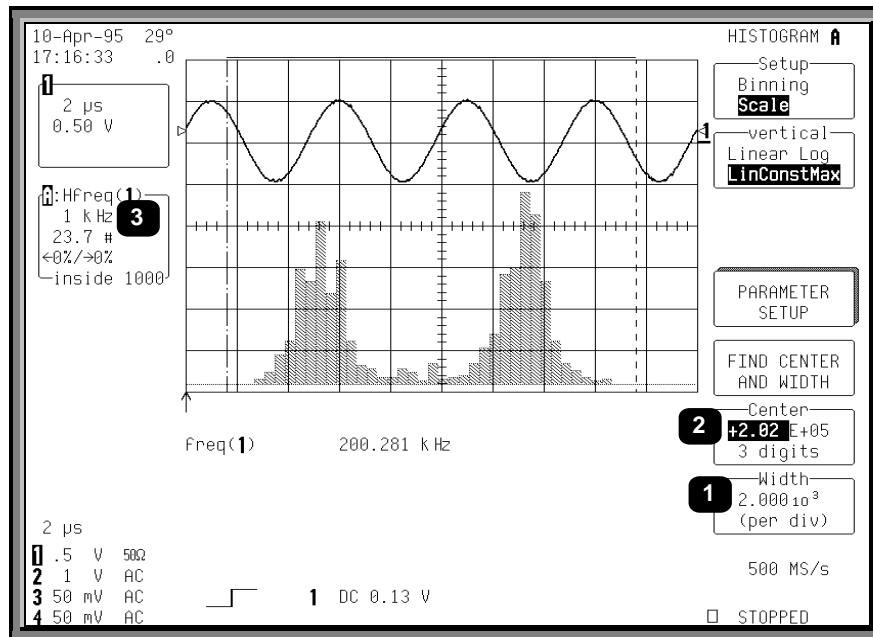 10-Apr-95 29°
17:16:33 .0
HISTOGRAM A
1
2 µs
0.50 V
A:Hfreq(1)
1 kHz
3
23.7 #
←0%/→0%
inside 1000
1
Setup
Binning
Scale
vertical
Linear Log
LinConstMax
PARAMETER
SETUP
FIND CENTER
AND WIDTH
2
Center
+2.02 E+05
3 digits
1
Width
2.000 10³
(per div)
freq(1) 200.281 kHz
2 µs
1 .5 V 50Ω
2 1 V AC
3 50 mV AC
4 50 mV AC
1 DC 0.13 V
500 MS/s
STOPPED